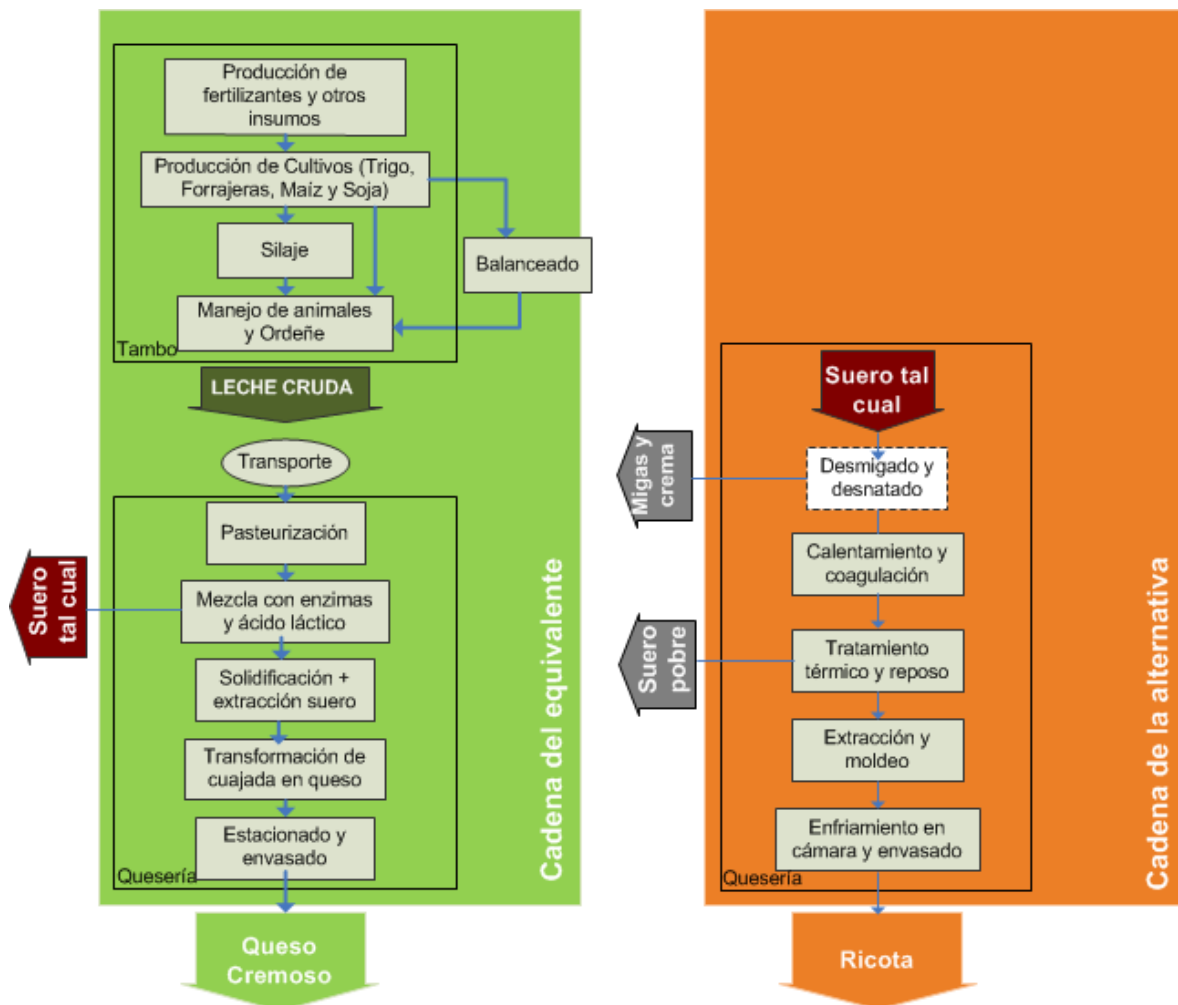 Producción de
fertilizantes y otros
insumos
Producción de Cultivos (Trigo,
Forrajeras, Maíz y Soja)
Silaje
Balanceado
Manejo de animales
y Ordeñe
Tambo
LECHE CRUDA
Transporte
Pasteurización
Suero
tal cual
Mezcla con enzimas
y ácido láctico
Solidificación +
extracción suero
Transformación de
cuajada en queso
Estacionado y
envasado
Quesería
Cadena del equivalente
Queso
Cremoso
Suero tal
cual
Migas y
crema
Desmigado y
desnatado
Calentamiento y
coagulación
Suero
pobre
Tratamiento
térmico y reposo
Extracción y
moldeo
Enfriamiento en
cámara y envasado
Quesería
Cadena de la alternativa
Ricota